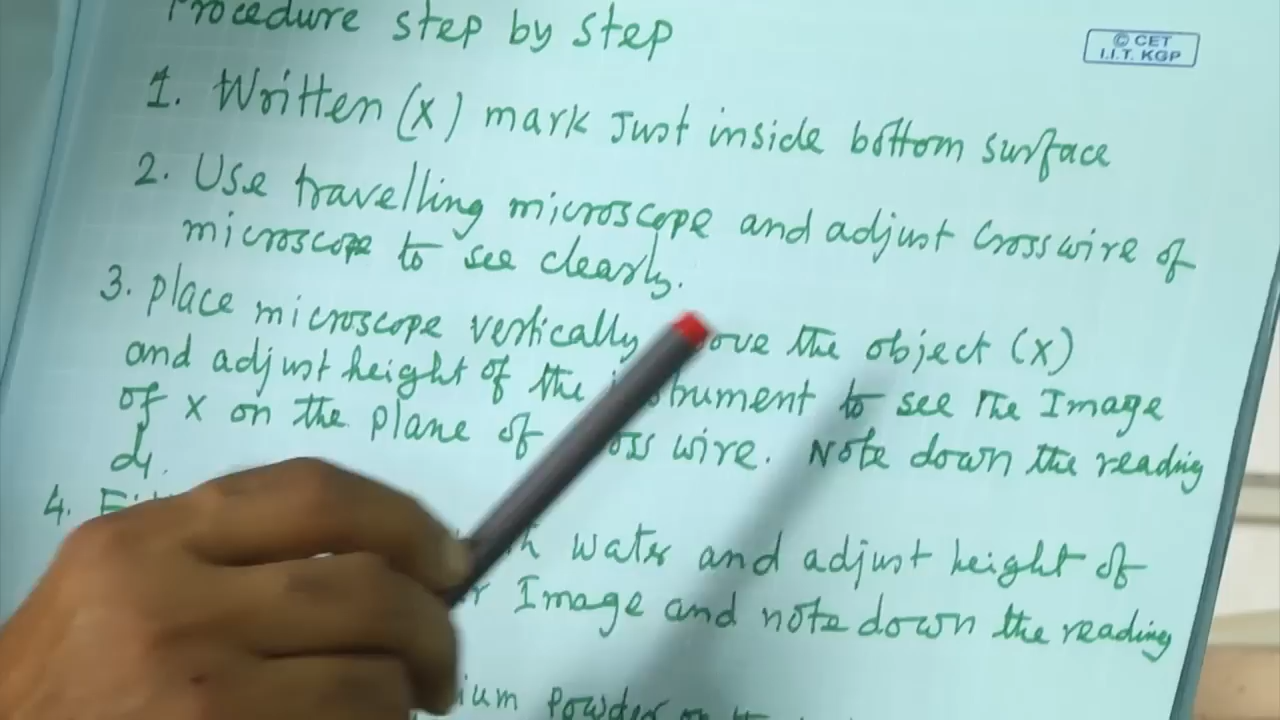 Procedure step by step
© CET
I.I.T. KGP
1. Written (X) mark Just inside bottom surface
2. Use travelling microscope and adjust Crosswire of
microscope to see clearly.
3. Place microscope vertically the object (X)
and adjust height of the to see The Image
of X on the plane of wire. Note down the reading
d₁.
4. water and adjust height of
Image and note down the reading
Powder